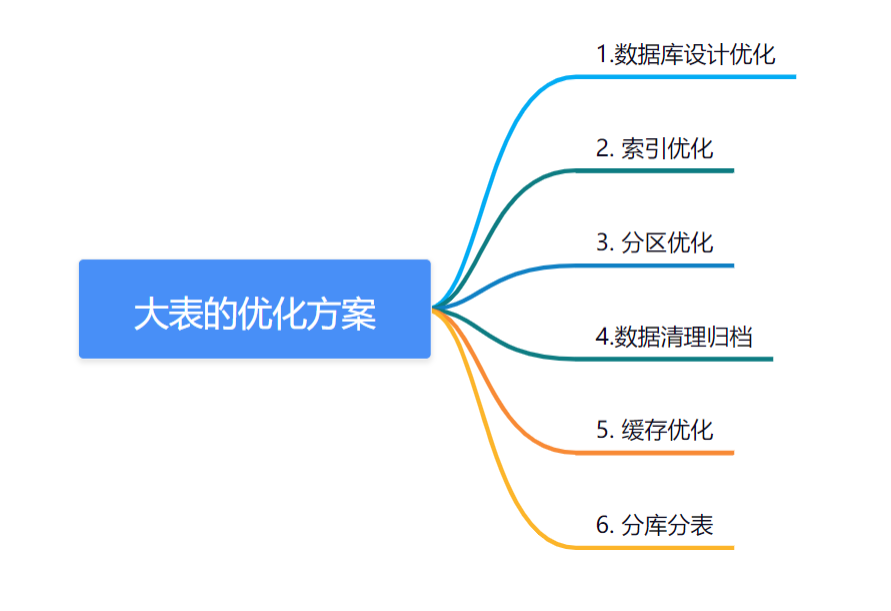 大表的优化方案
1.数据库设计优化
2. 索引优化
3. 分区优化
4.数据清理归档
5. 缓存优化
6. 分库分表